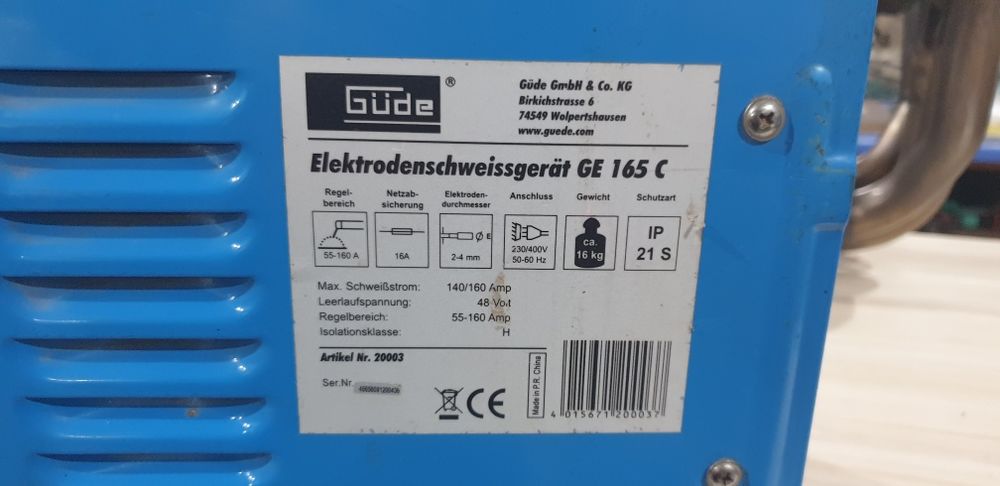 Güde ®
Güde GmbH & Co. KG
Birkichstrasse 6
74549 Wolpertshausen
www.guede.com
Elektrodenschweissgerät GE 165 C
Regel-
bereich
55-160 A
Netzab-
sicherung
16A
Elektroden-
durchmesser
Ø E
2-4 mm
Anschluss
230/400V
50-60 Hz
Gewicht
ca.
16 kg
Schutzart
IP
21 S
Max. Schweißstrom: 140/160 Amp
Leerlaufspannung: 48 Volt
Regelbereich: 55-160 Amp
Isolationsklasse: H
Artikel Nr. 20003
Ser.Nr.
CE
Made in P.R. China
4 015671 200037